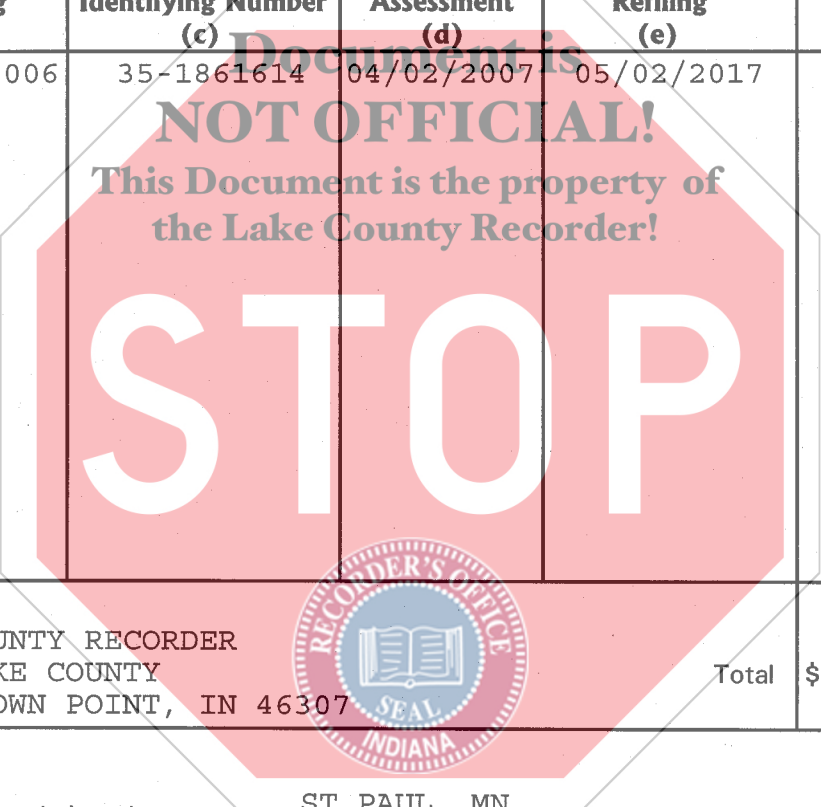 Identifying Number Assessment Refiling
(c) (d) (e)
Document is
006 35-1861614 04/02/2007 05/02/2017
NOT OFFICIAL!
This Document is the property of
the Lake County Recorder!
STOP
RECORDER'S OFFICE
SEAL
INDIANA
UNTY RECORDER
KE COUNTY
Total $
OWN POINT, IN 46307
ST PAUL, MN